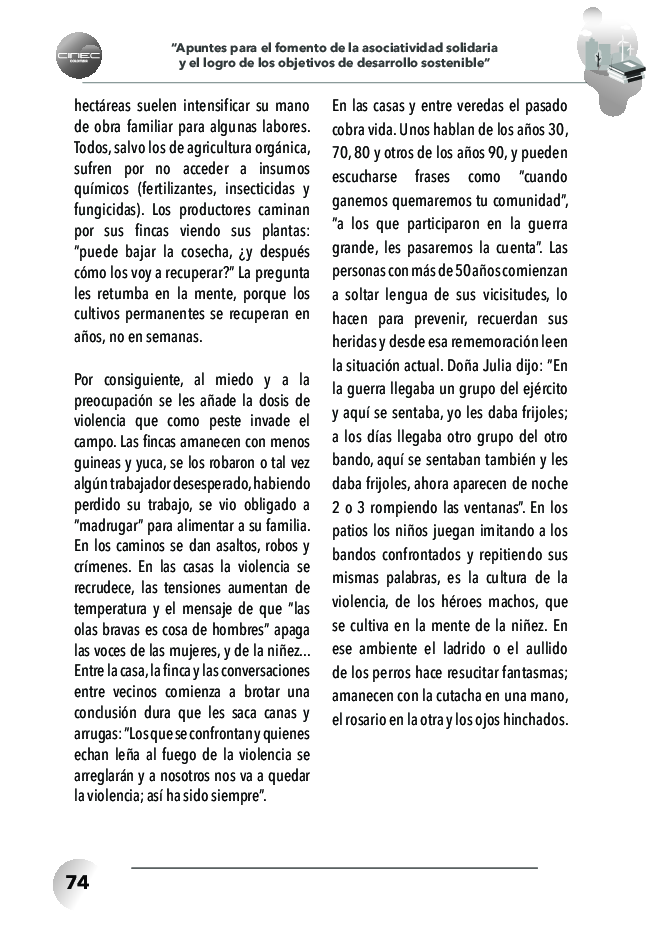 CINEC
"Apuntes para el fomento de la asociatividad solidaria
y el logro de los objetivos de desarrollo sostenible"
hectáreas suelen intensificar su mano
de obra familiar para algunas labores.
Todos, salvo los de agricultura orgánica,
sufren por no acceder a insumos
químicos (fertilizantes, insecticidas y
fungicidas). Los productores caminan
por sus fincas viendo sus plantas:
"puede bajar la cosecha, ¿y después
cómo los voy a recuperar?" La pregunta
les retumba en la mente, porque los
cultivos permanentes se recuperan en
años, no en semanas.
Por consiguiente, al miedo y a la
preocupación se les añade la dosis de
violencia que como peste invade el
campo. Las fincas amanecen con menos
guineas y yuca, se los robaron o tal vez
algún trabajador desesperado, habiendo
perdido su trabajo, se vio obligado a
"madrugar" para alimentar a su familia.
En los caminos se dan asaltos, robos y
crímenes. En las casas la violencia se
recrudece, las tensiones aumentan de
temperatura y el mensaje de que "las
olas bravas es cosa de hombres" apaga
las voces de las mujeres, y de la niñez...
Entre la casa, la finca y las conversaciones
entre vecinos comienza a brotar una
conclusión dura que les saca canas y
arrugas: "Los que se confrontan y quienes
echan leña al fuego de la violencia se
arreglarán y a nosotros nos va a quedar
la violencia; así ha sido siempre".
En las casas y entre veredas el pasado
cobra vida. Unos hablan de los años 30,
70, 80 y otros de los años 90, y pueden
escucharse frases como "cuando
ganemos quemaremos tu comunidad",
"a los que participaron en la guerra
grande, les pasaremos la cuenta". Las
personas con más de 50 años comienzan
a soltar lengua de sus vicisitudes, lo
hacen para prevenir, recuerdan sus
heridas y desde esa rememoración leen
la situación actual. Doña Julia dijo: "En
la guerra llegaba un grupo del ejército
y aquí se sentaba, yo les daba frijoles;
a los días llegaba otro grupo del otro
bando, aquí se sentaban también y les
daba frijoles, ahora aparecen de noche
2 o 3 rompiendo las ventanas". En los
patios los niños juegan imitando a los
bandos confrontados y repitiendo sus
mismas palabras, es la cultura de la
violencia, de los héroes machos, que
se cultiva en la mente de la niñez. En
ese ambiente el ladrido o el aullido
de los perros hace resucitar fantasmas;
amanecen con la cutacha en una mano,
el rosario en la otra y los ojos hinchados.
74